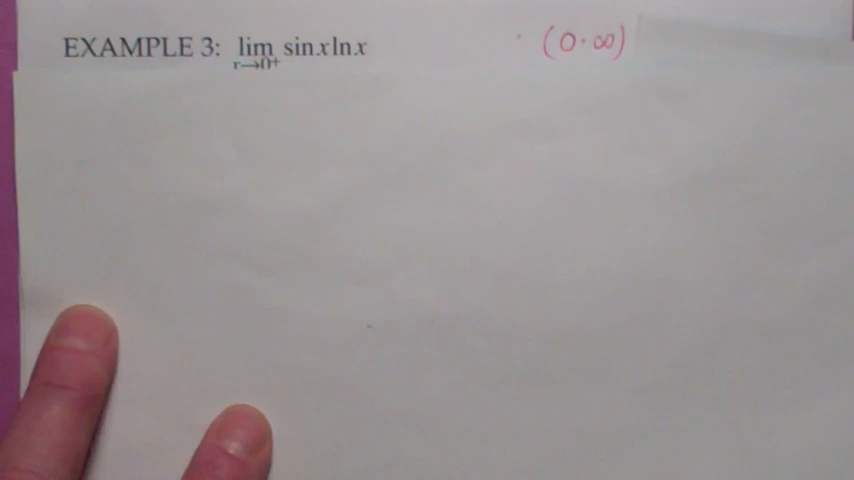 EXAMPLE 3: lim sin x ln x (0·∞)
x→0⁺